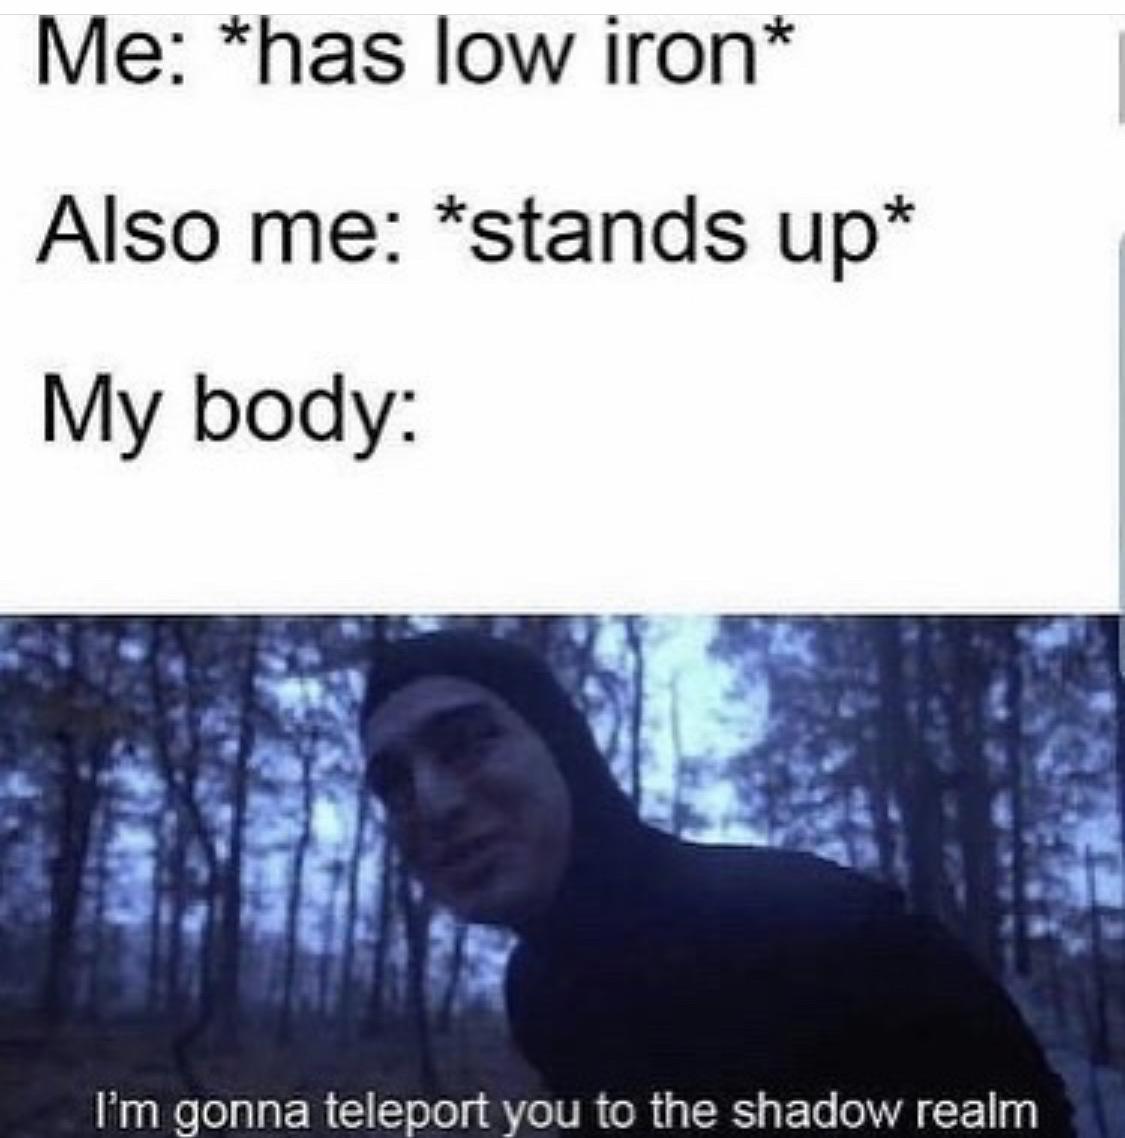 Me: *has low iron*
Also me: *stands up*
My body:
I'm gonna teleport you to the shadow realm